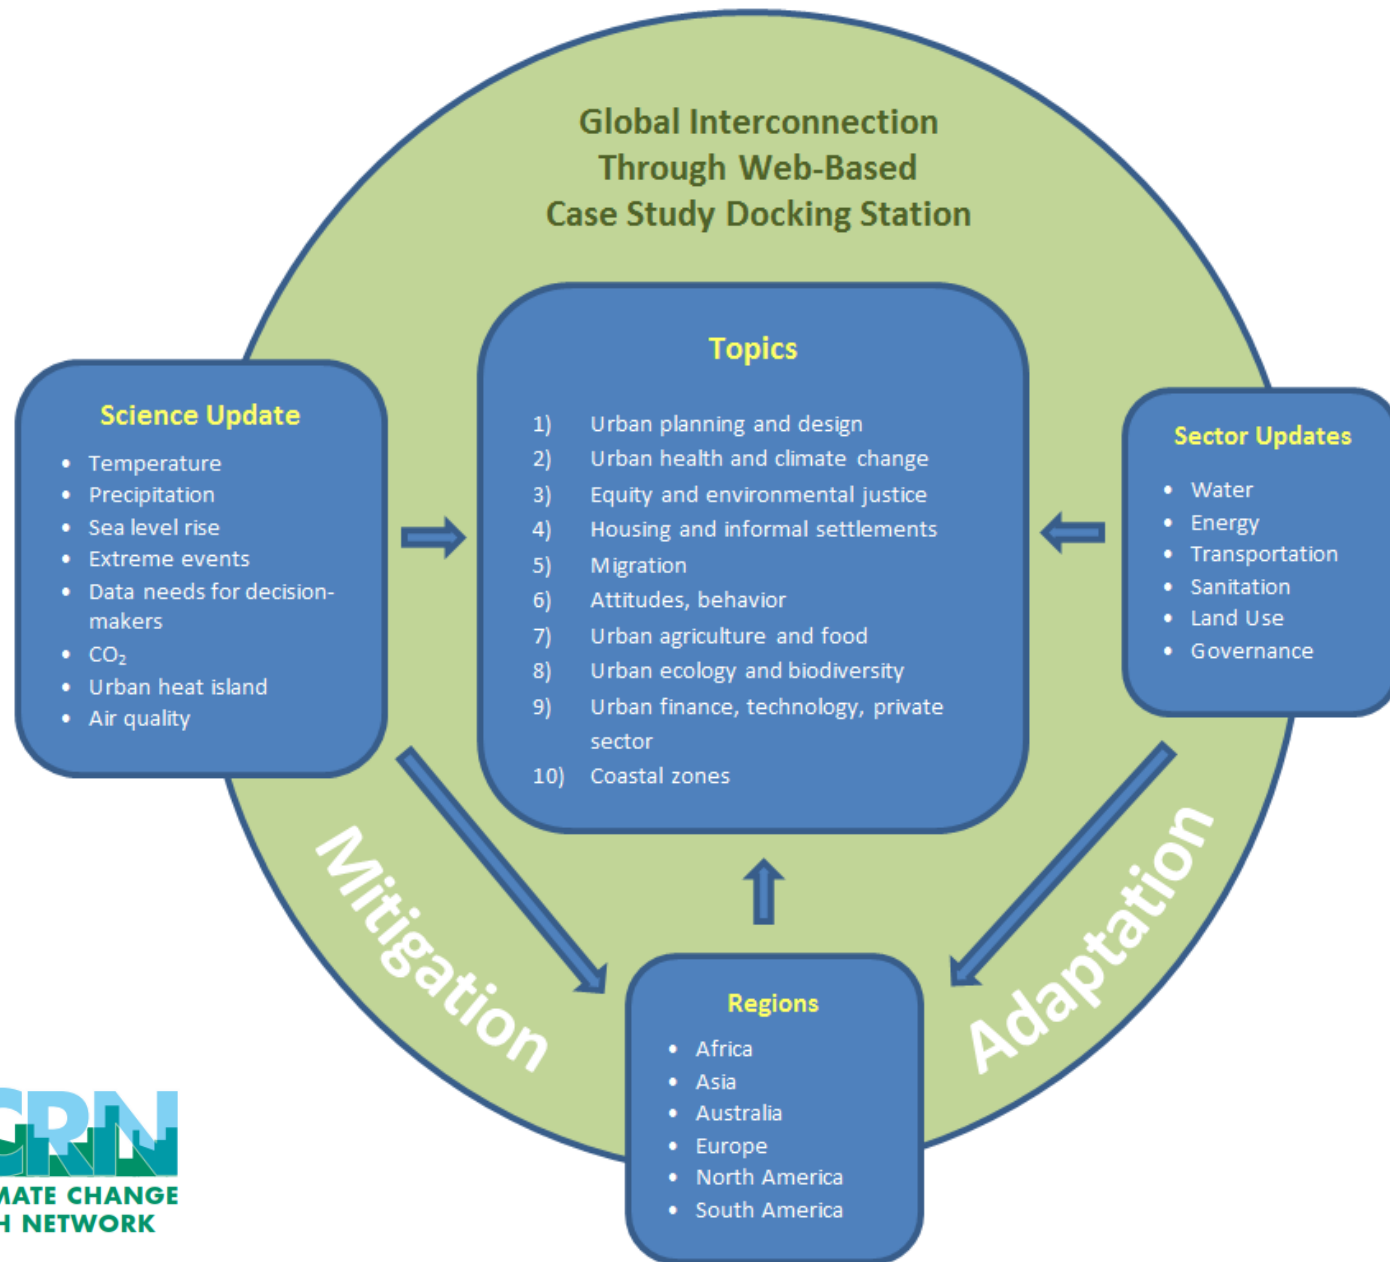 Global Interconnection
Through Web-Based
Case Study Docking Station
Topics
1) Urban planning and design
2) Urban health and climate change
3) Equity and environmental justice
4) Housing and informal settlements
5) Migration
6) Attitudes, behavior
7) Urban agriculture and food
8) Urban ecology and biodiversity
9) Urban finance, technology, private
sector
10) Coastal zones
Science Update
• Temperature
• Precipitation
• Sea level rise
• Extreme events
• Data needs for decision-
makers
• CO₂
• Urban heat island
• Air quality
Sector Updates
• Water
• Energy
• Transportation
• Sanitation
• Land Use
• Governance
Mitigation
Adaptation
Regions
• Africa
• Asia
• Australia
• Europe
• North America
• South America
CRN
MATE CHANGE
H NETWORK